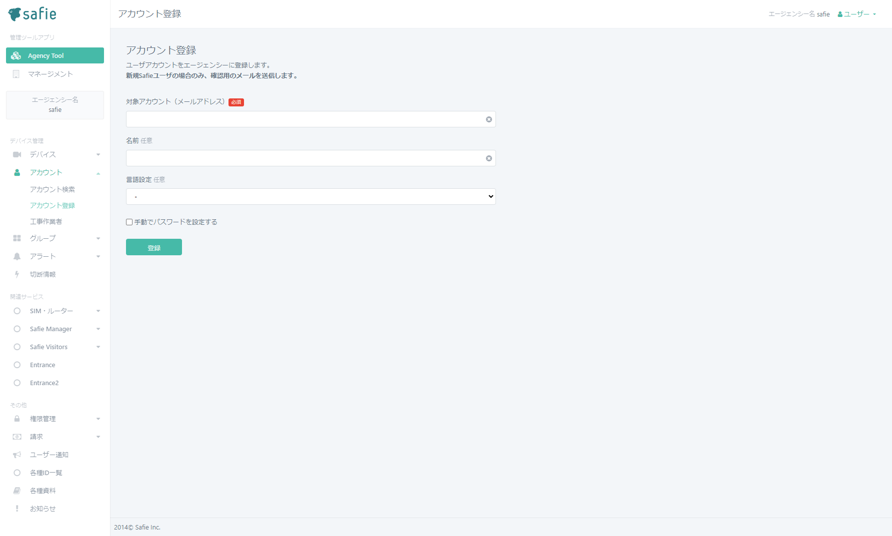 safie
管理ツールアプリ
Agency Tool
マネージメント
エージェンシー名
safie
デバイス管理
デバイス
アカウント
アカウント検索
アカウント登録
工事作業者
グループ
アラート
切断情報
関連サービス
SIM・ルーター
Safie Manager
Safie Visitors
Entrance
Entrance2
その他
権限管理
請求
ユーザー通知
各種ID一覧
各種資料
お知らせ
アカウント登録
エージェンシー名 safie
ユーザー
アカウント登録
ユーザアカウントをエージェンシーに登録します。
新規Safieユーザの場合のみ、確認用のメールを送信します。
対象アカウント（メールアドレス） 必須
名前 任意
言語設定 任意
-
手動でパスワードを設定する
登録
2014© Safie Inc.